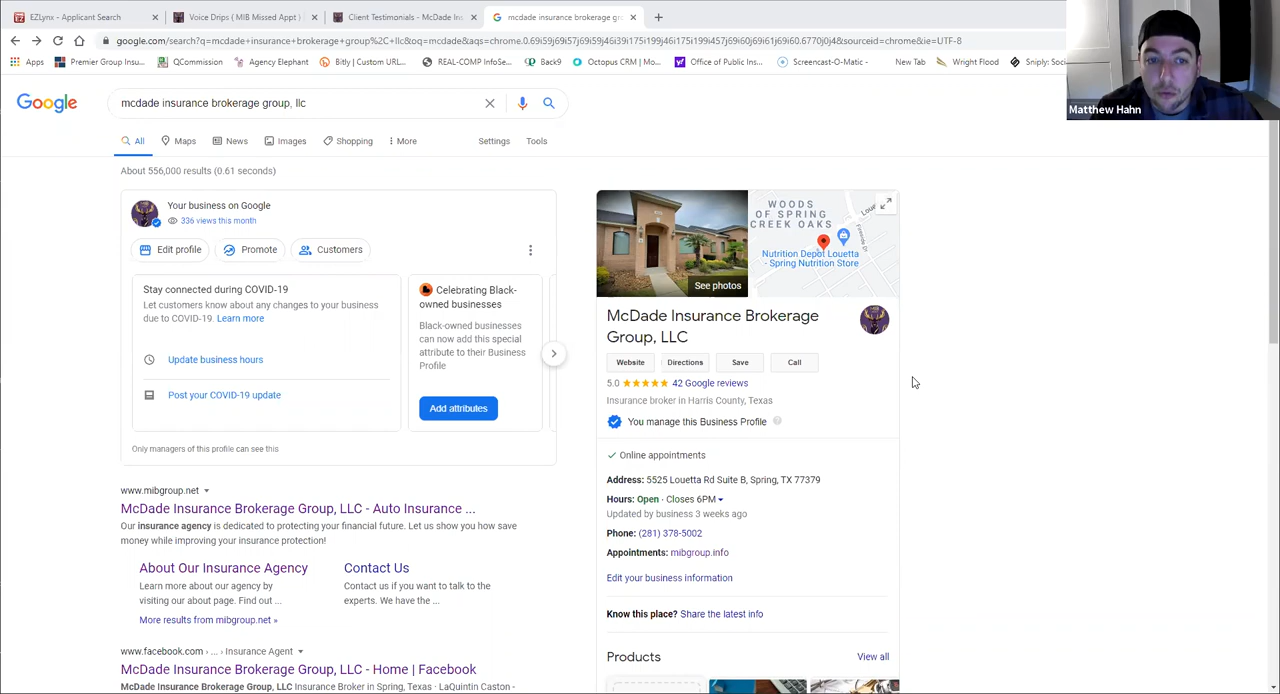 EZLynx - Applicant Search
Voice Drips ( MIB Missed Appt )
Client Testimonials - McDade In
mcdade insurance brokerage gr
google.com/search?q=mcdade+insurance+brokerage+group%2C+llc&oq=mcdade&aqs=chrome.0.69i59j69i57j69i59j46i39i175i199j46i175i199i457j69i60j69i61j69i60.6770j0j4&sourceid=chrome&ie=UTF-8
Apps
Premier Group Insu...
QCommission
Agency Elephant
Bitly | Custom URL...
REAL-COMP InfoSe...
Back9
Octopus CRM | Mo...
Office of Public Ins...
Screencast-O-Matic -
New Tab
Wright Flood
Sniply: Soci
Matthew Hahn
Google
mcdade insurance brokerage group, llc
All
Maps
News
Images
Shopping
More
Settings
Tools
About 556,000 results (0.61 seconds)
Your business on Google
336 views this month
Edit profile
Promote
Customers
Stay connected during COVID-19
Let customers know about any changes to your business
due to COVID-19. Learn more
Update business hours
Post your COVID-19 update
Celebrating Black-
owned businesses
Black-owned businesses
can now add this special
attribute to their Business
Profile
Add attributes
Only managers of this profile can see this
www.mibgroup.net
McDade Insurance Brokerage Group, LLC - Auto Insurance ...
Our insurance agency is dedicated to protecting your financial future. Let us show you how save
money while improving your insurance protection!
About Our Insurance Agency
Learn more about our agency by
visiting our about page. Find out ...
Contact Us
Contact us if you want to talk to the
experts. We have the ...
More results from mibgroup.net »
www.facebook.com › ... › Insurance Agent
McDade Insurance Brokerage Group, LLC - Home | Facebook
McDade Insurance Brokerage Group, LLC Insurance Broker in Spring, Texas · LaQuintin Caston -
See photos
WOODS
OF SPRING
CREEK OAKS
Nutrition Depot Louetta
- Spring Nutrition Store
McDade Insurance Brokerage
Group, LLC
Website
Directions
Save
Call
5.0
42 Google reviews
Insurance broker in Harris County, Texas
You manage this Business Profile
Online appointments
Address: 5525 Louetta Rd Suite B, Spring, TX 77379
Hours: Open · Closes 6PM
Updated by business 3 weeks ago
Phone: (281) 378-5002
Appointments: mibgroup.info
Edit your business information
Know this place? Share the latest info
Products
View all